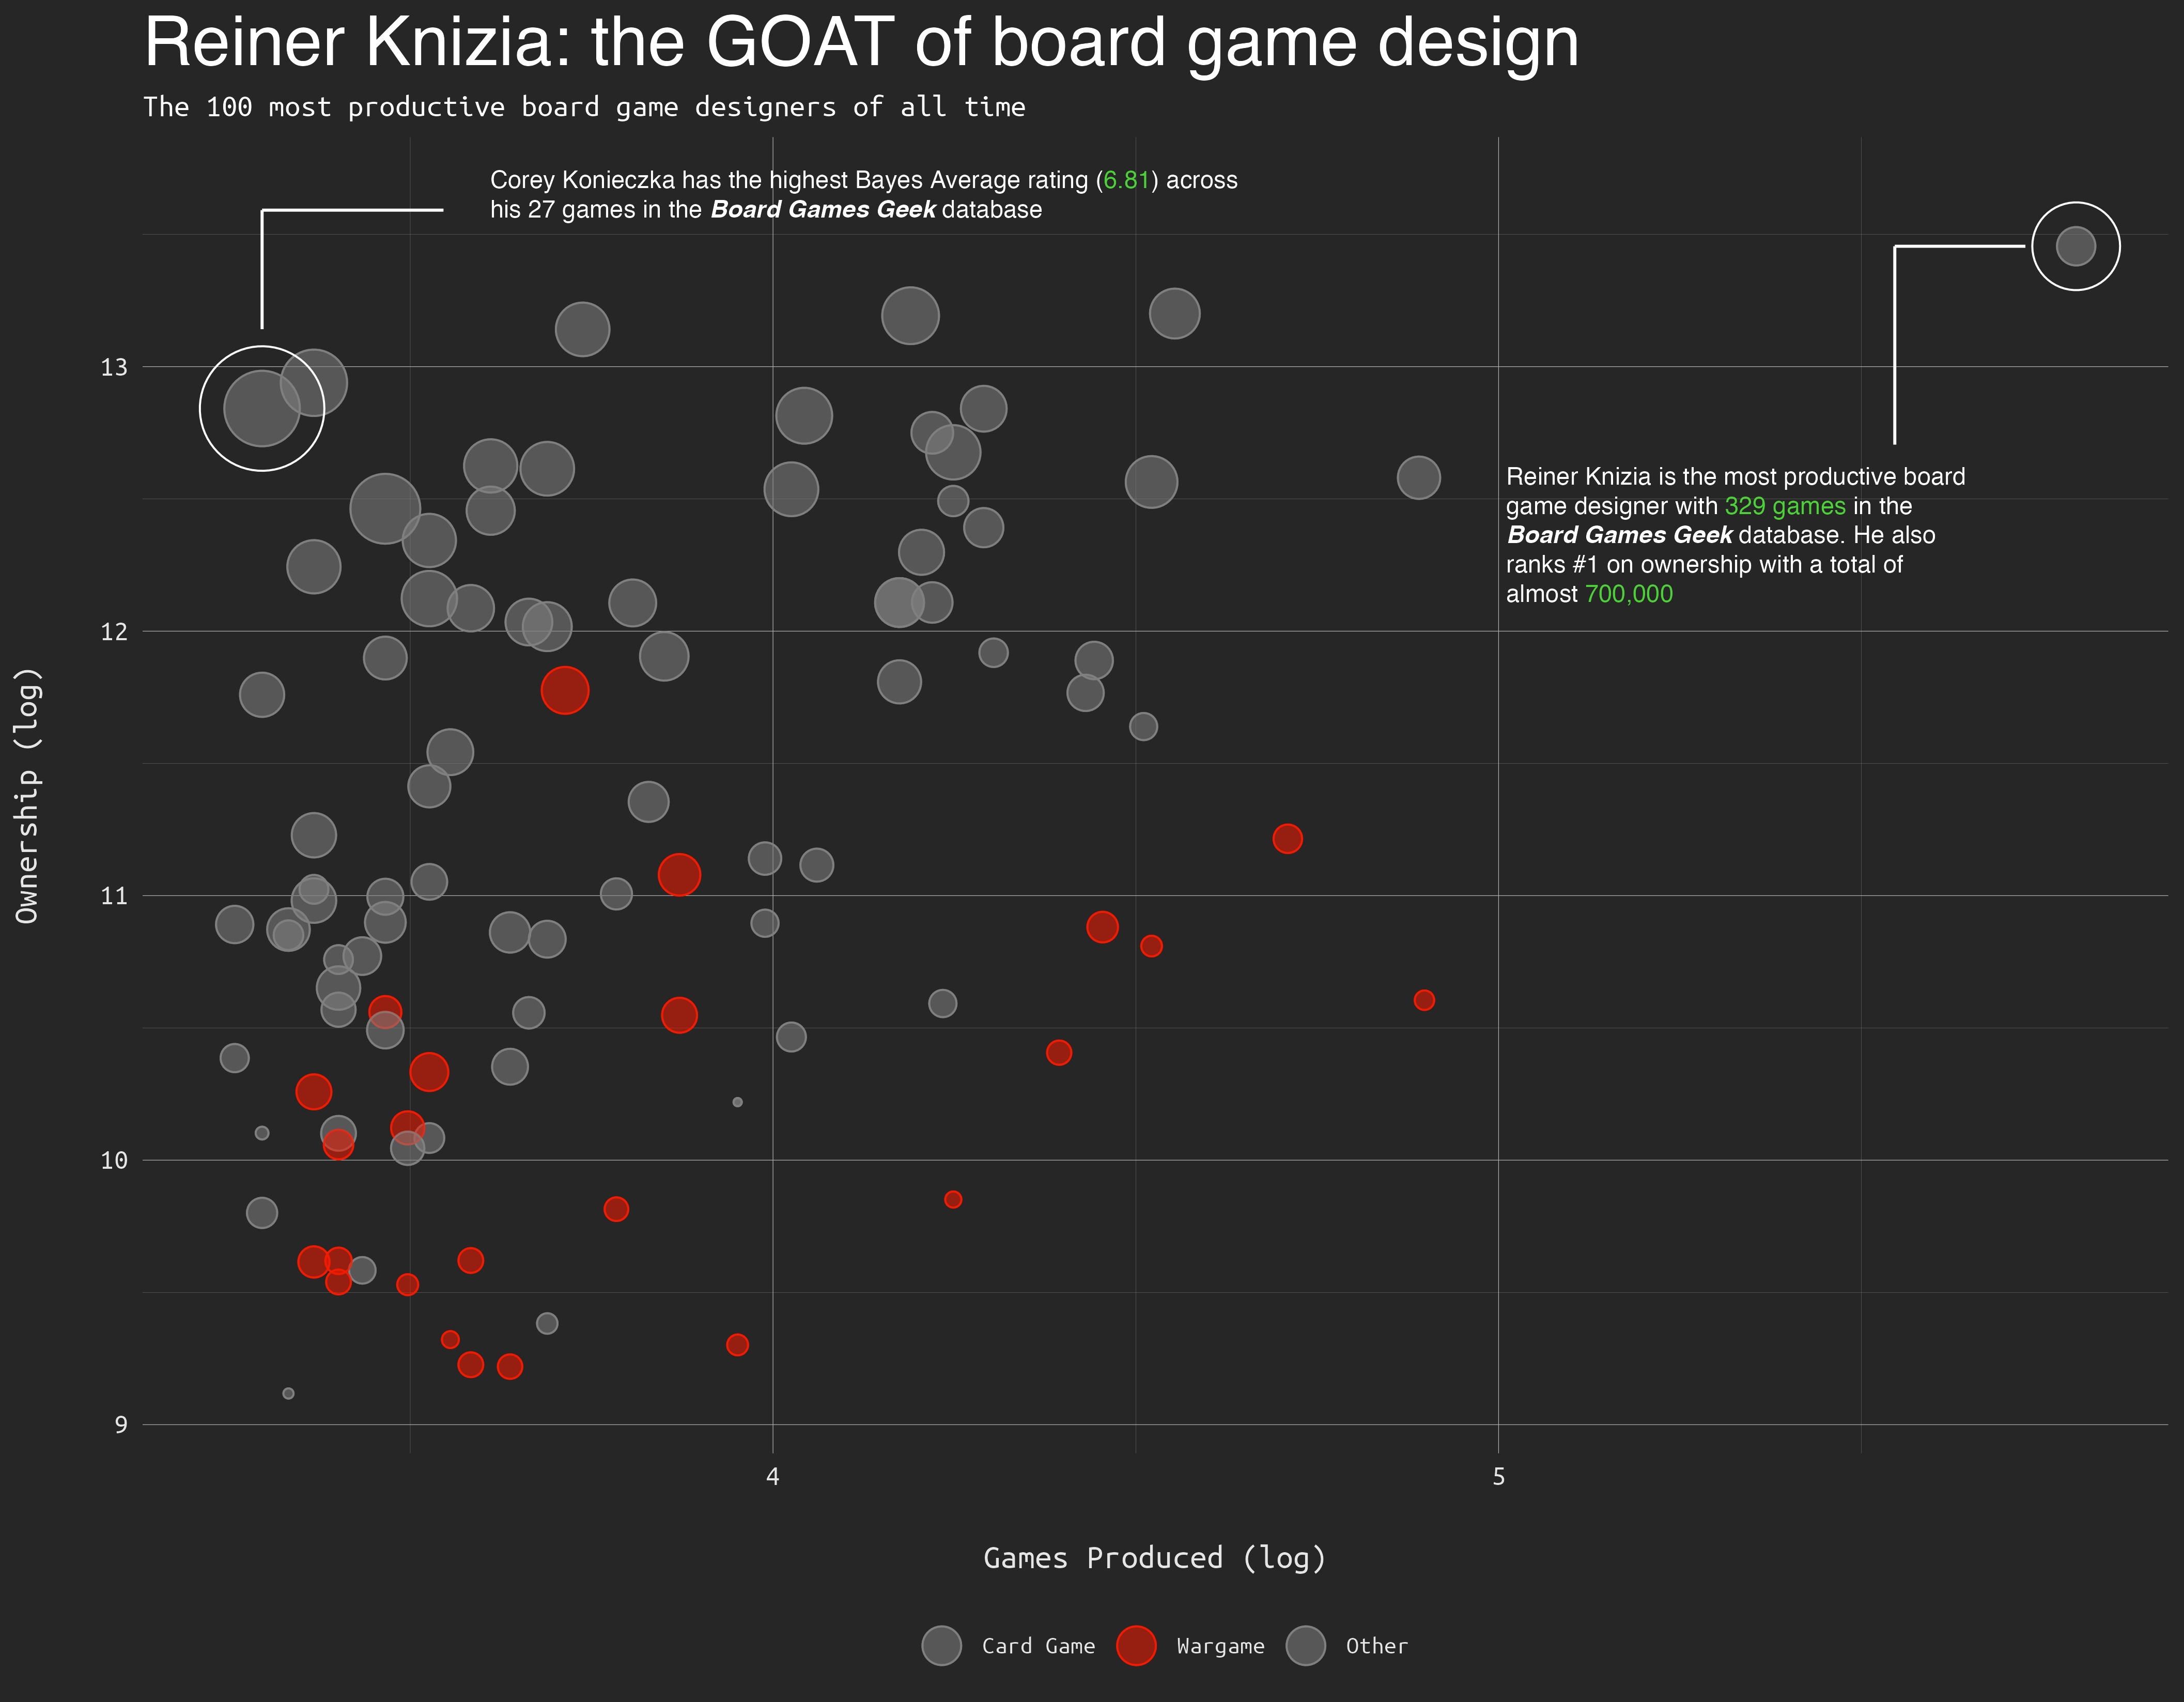 Reiner Knizia: the GOAT of board game design
The 100 most productive board game designers of all time
Corey Konieczka has the highest Bayes Average rating (6.81) across
his 27 games in the Board Games Geek database
Reiner Knizia is the most productive board
game designer with 329 games in the
Board Games Geek database. He also
ranks #1 on ownership with a total of
almost 700,000
Ownership (log)
13
12
11
10
9
4
5
Games Produced (log)
Card Game
Wargame
Other